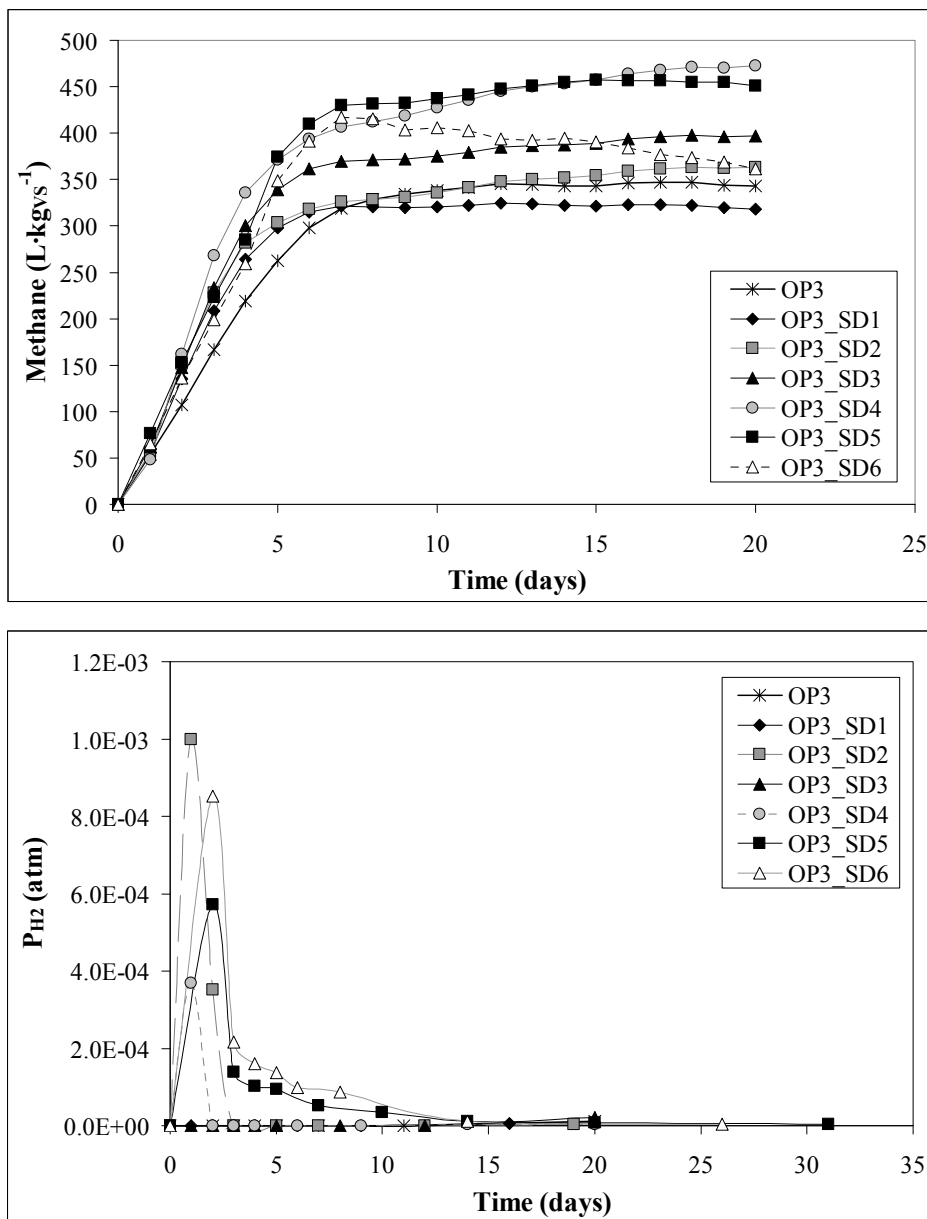 500
450
400
350
300
250
200
150
100
50
0
Methane (L·kgvs⁻¹)
0 5 10 15 20 25
Time (days)
OP3
OP3_SD1
OP3_SD2
OP3_SD3
OP3_SD4
OP3_SD5
OP3_SD6
1.2E-03
1.0E-03
8.0E-04
6.0E-04
4.0E-04
2.0E-04
0.0E+00
P_H2 (atm)
0 5 10 15 20 25 30 35
Time (days)
OP3
OP3_SD1
OP3_SD2
OP3_SD3
OP3_SD4
OP3_SD5
OP3_SD6